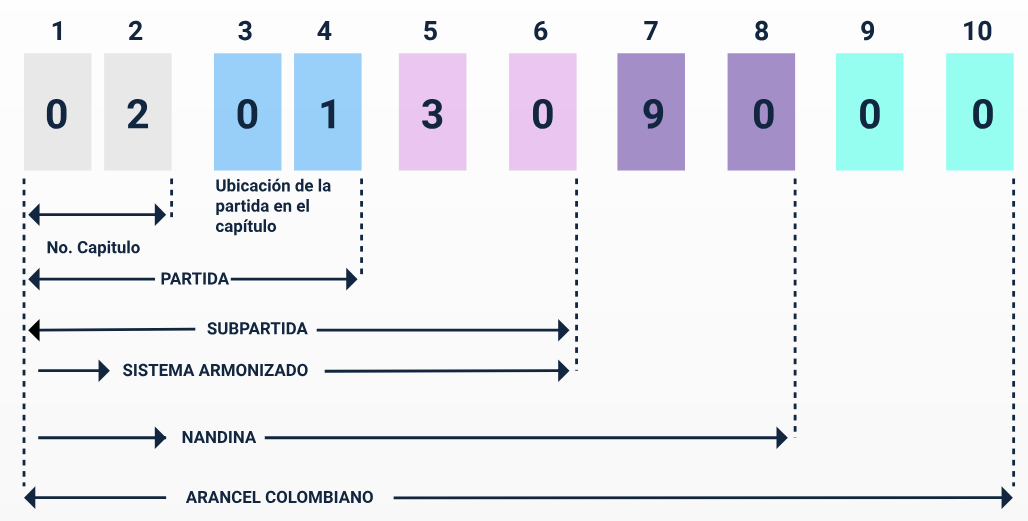 1 2 3 4 5 6 7 8 9 10
0 2 0 1 3 0 9 0 0 0
Ubicación de la
partida en el
capítulo
No. Capitulo
PARTIDA
SUBPARTIDA
SISTEMA ARMONIZADO
NANDINA
ARANCEL COLOMBIANO